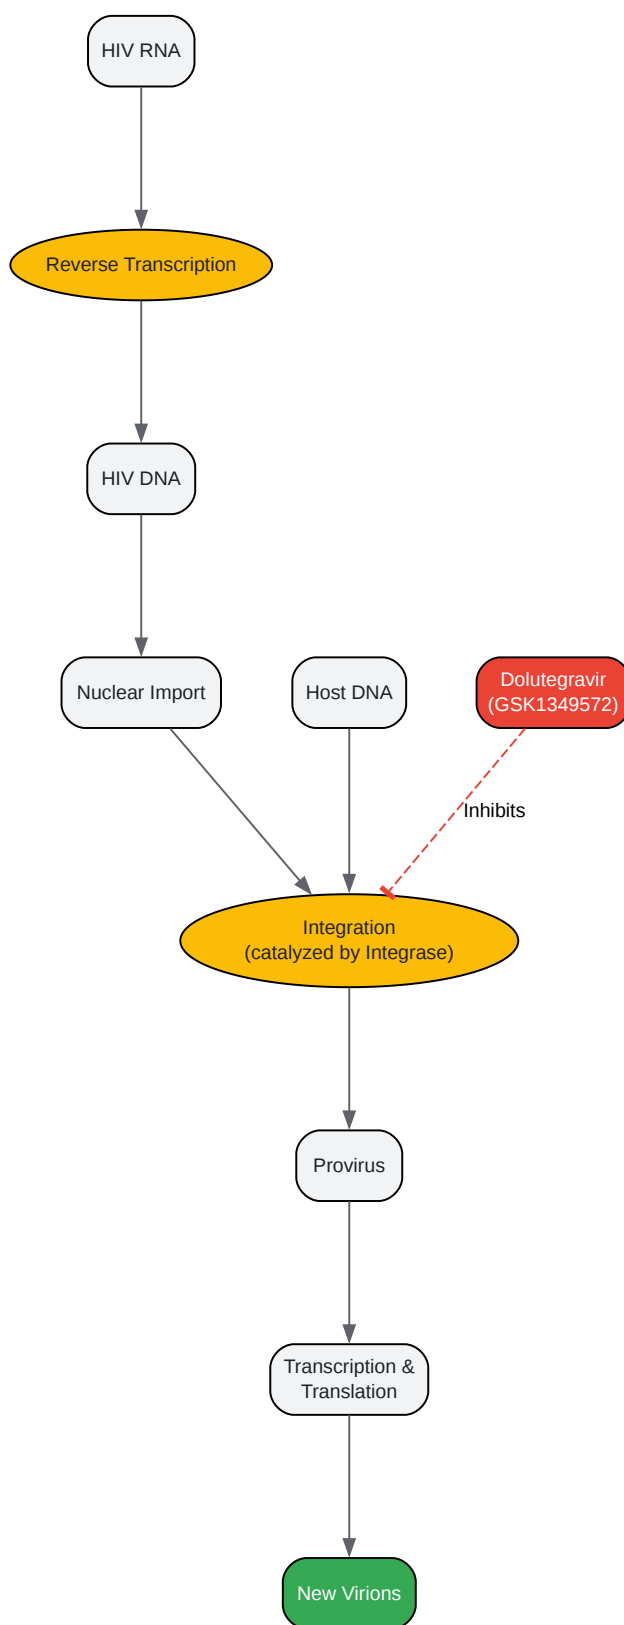 HIV RNA
Reverse Transcription
HIV DNA
Nuclear Import
Host DNA
Dolutegravir
(GSK1349572)
Inhibits
Integration
(catalyzed by Integrase)
Provirus
Transcription &
Translation
New Virions